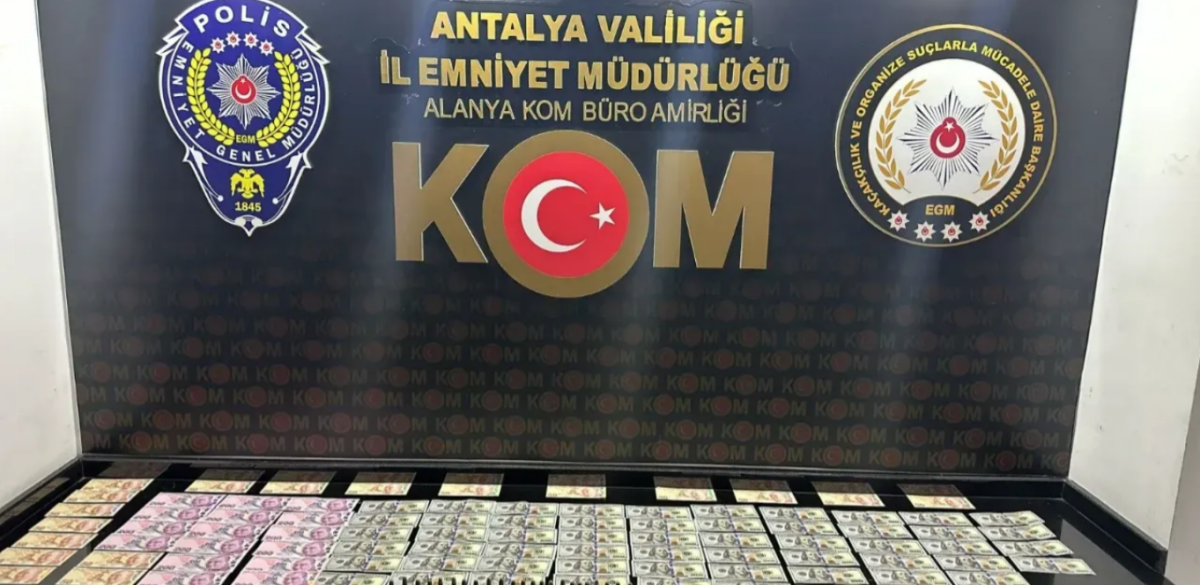 POLİS
EMNİYET GENEL MÜDÜRLÜĞÜ
EGM
1845
ANTALYA VALİLİĞİ
İL EMNİYET MÜDÜRLÜĞÜ
ALANYA KOM BÜRO AMİRLİĞİ
KOM
KAÇAKÇILIK VE ORGANİZE SUÇLARLA MÜCADELE DAİRE BAŞKANLIĞI
EGM